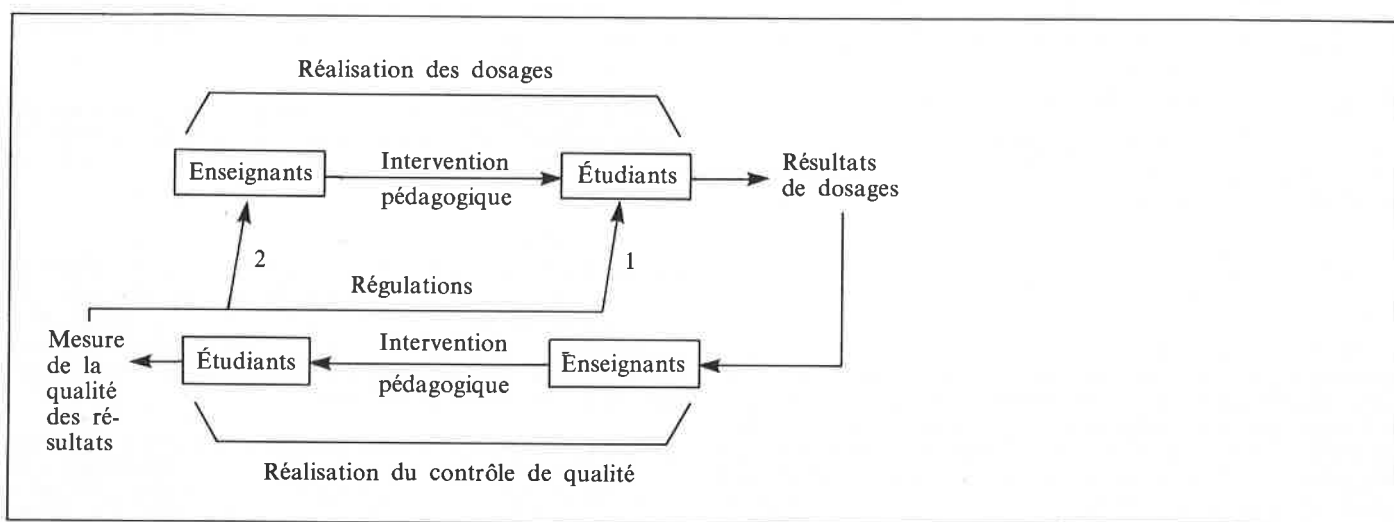 Réalisation des dosages
Enseignants
Intervention
pédagogique
Étudiants
Résultats
de dosages
2
1
Régulations
Mesure
de la
qualité
des ré-
sultats
Étudiants
Intervention
pédagogique
Enseignants
Réalisation du contrôle de qualité